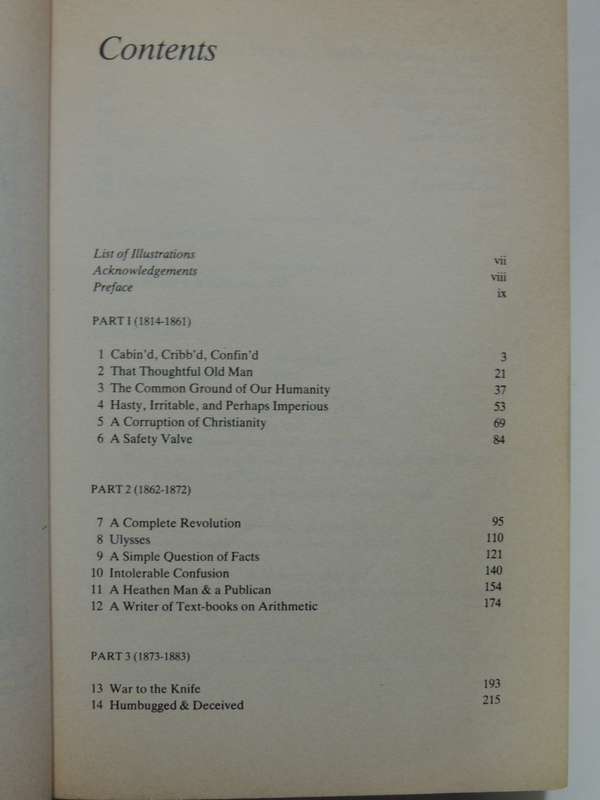 Contents
List of Illustrations vii
Acknowledgements viii
Preface ix
PART I (1814-1861)
1 Cabin'd, Cribb'd, Confin'd 3
2 That Thoughtful Old Man 21
3 The Common Ground of Our Humanity 37
4 Hasty, Irritable, and Perhaps Imperious 53
5 A Corruption of Christianity 69
6 A Safety Valve 84
PART 2 (1862-1872)
7 A Complete Revolution 95
8 Ulysses 110
9 A Simple Question of Facts 121
10 Intolerable Confusion 140
11 A Heathen Man & a Publican 154
12 A Writer of Text-books on Arithmetic 174
PART 3 (1873-1883)
13 War to the Knife 193
14 Humbugged & Deceived 215